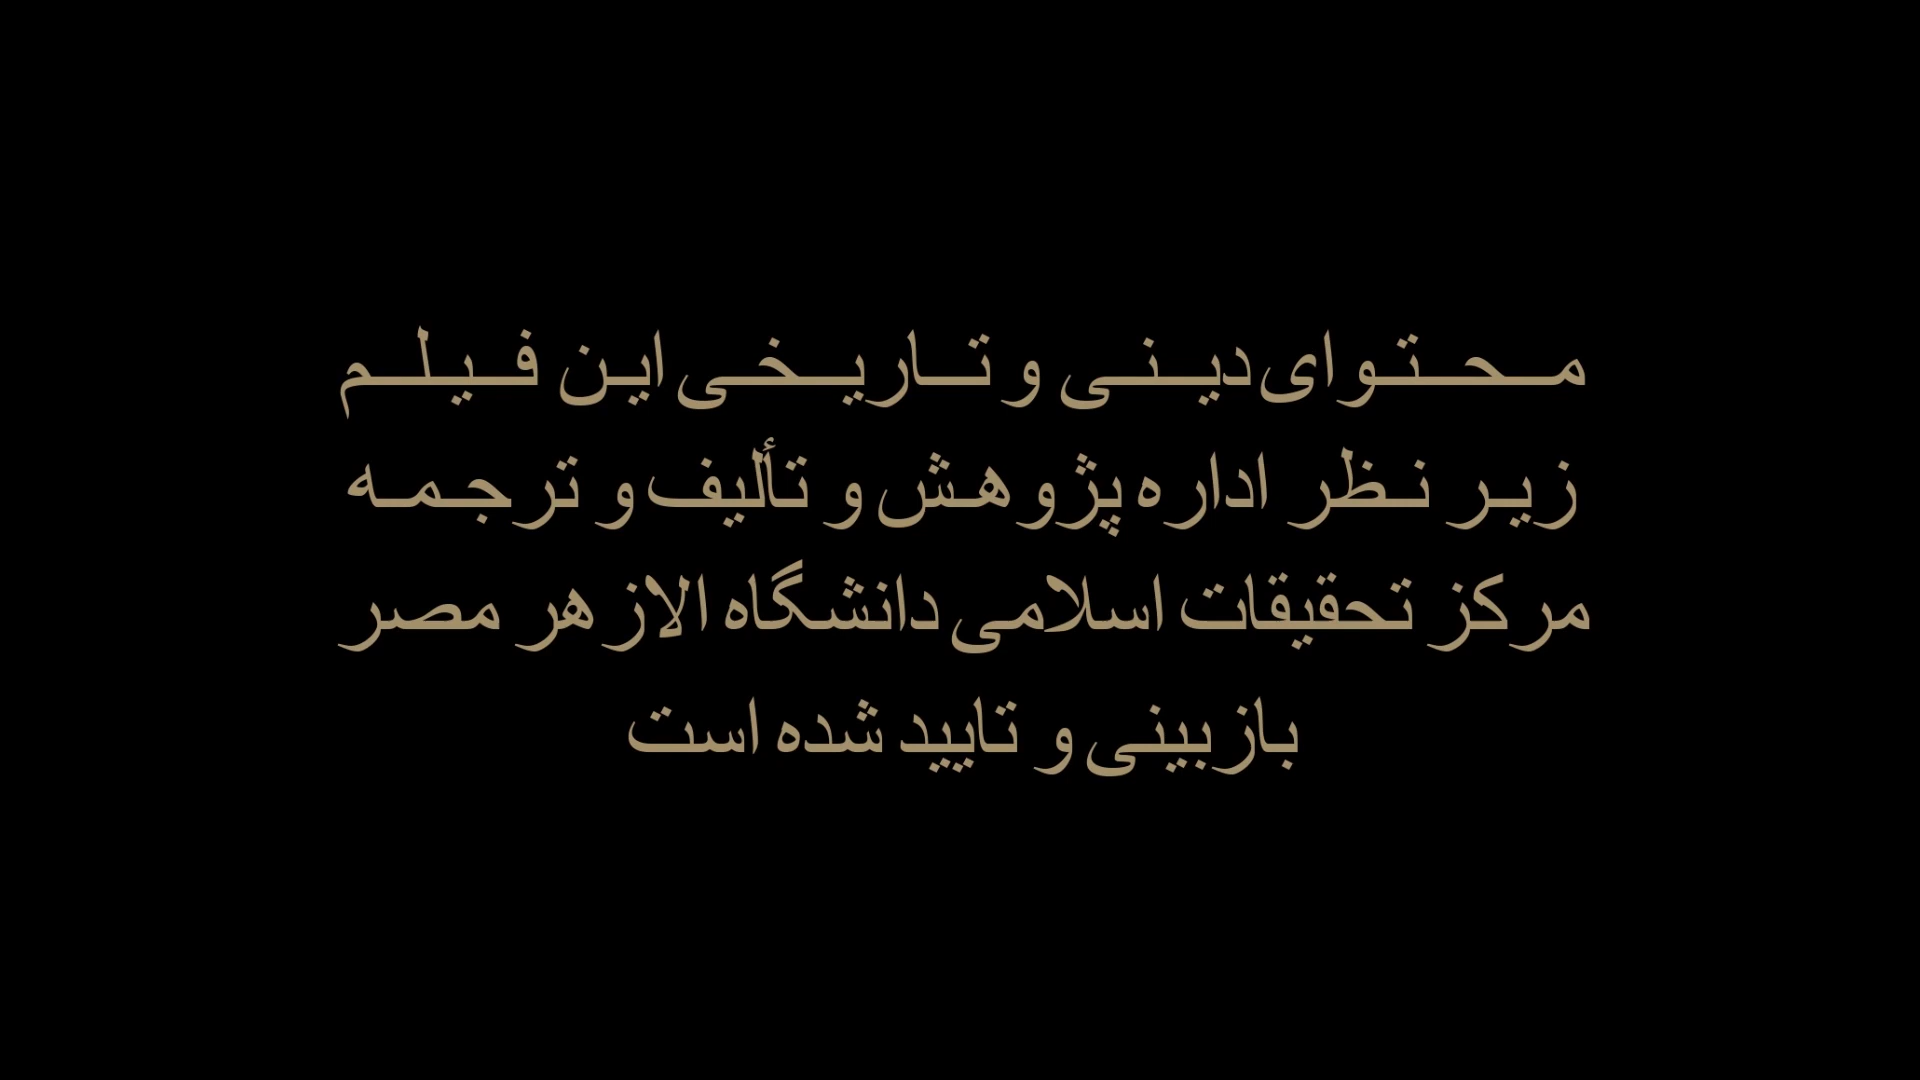 محتوای دینی و تاریخی این فیلم
زیر نظر اداره پژوهش و تألیف و ترجمه
مرکز تحقیقات اسلامی دانشگاه الازهر مصر
بازبینی و تایید شده است